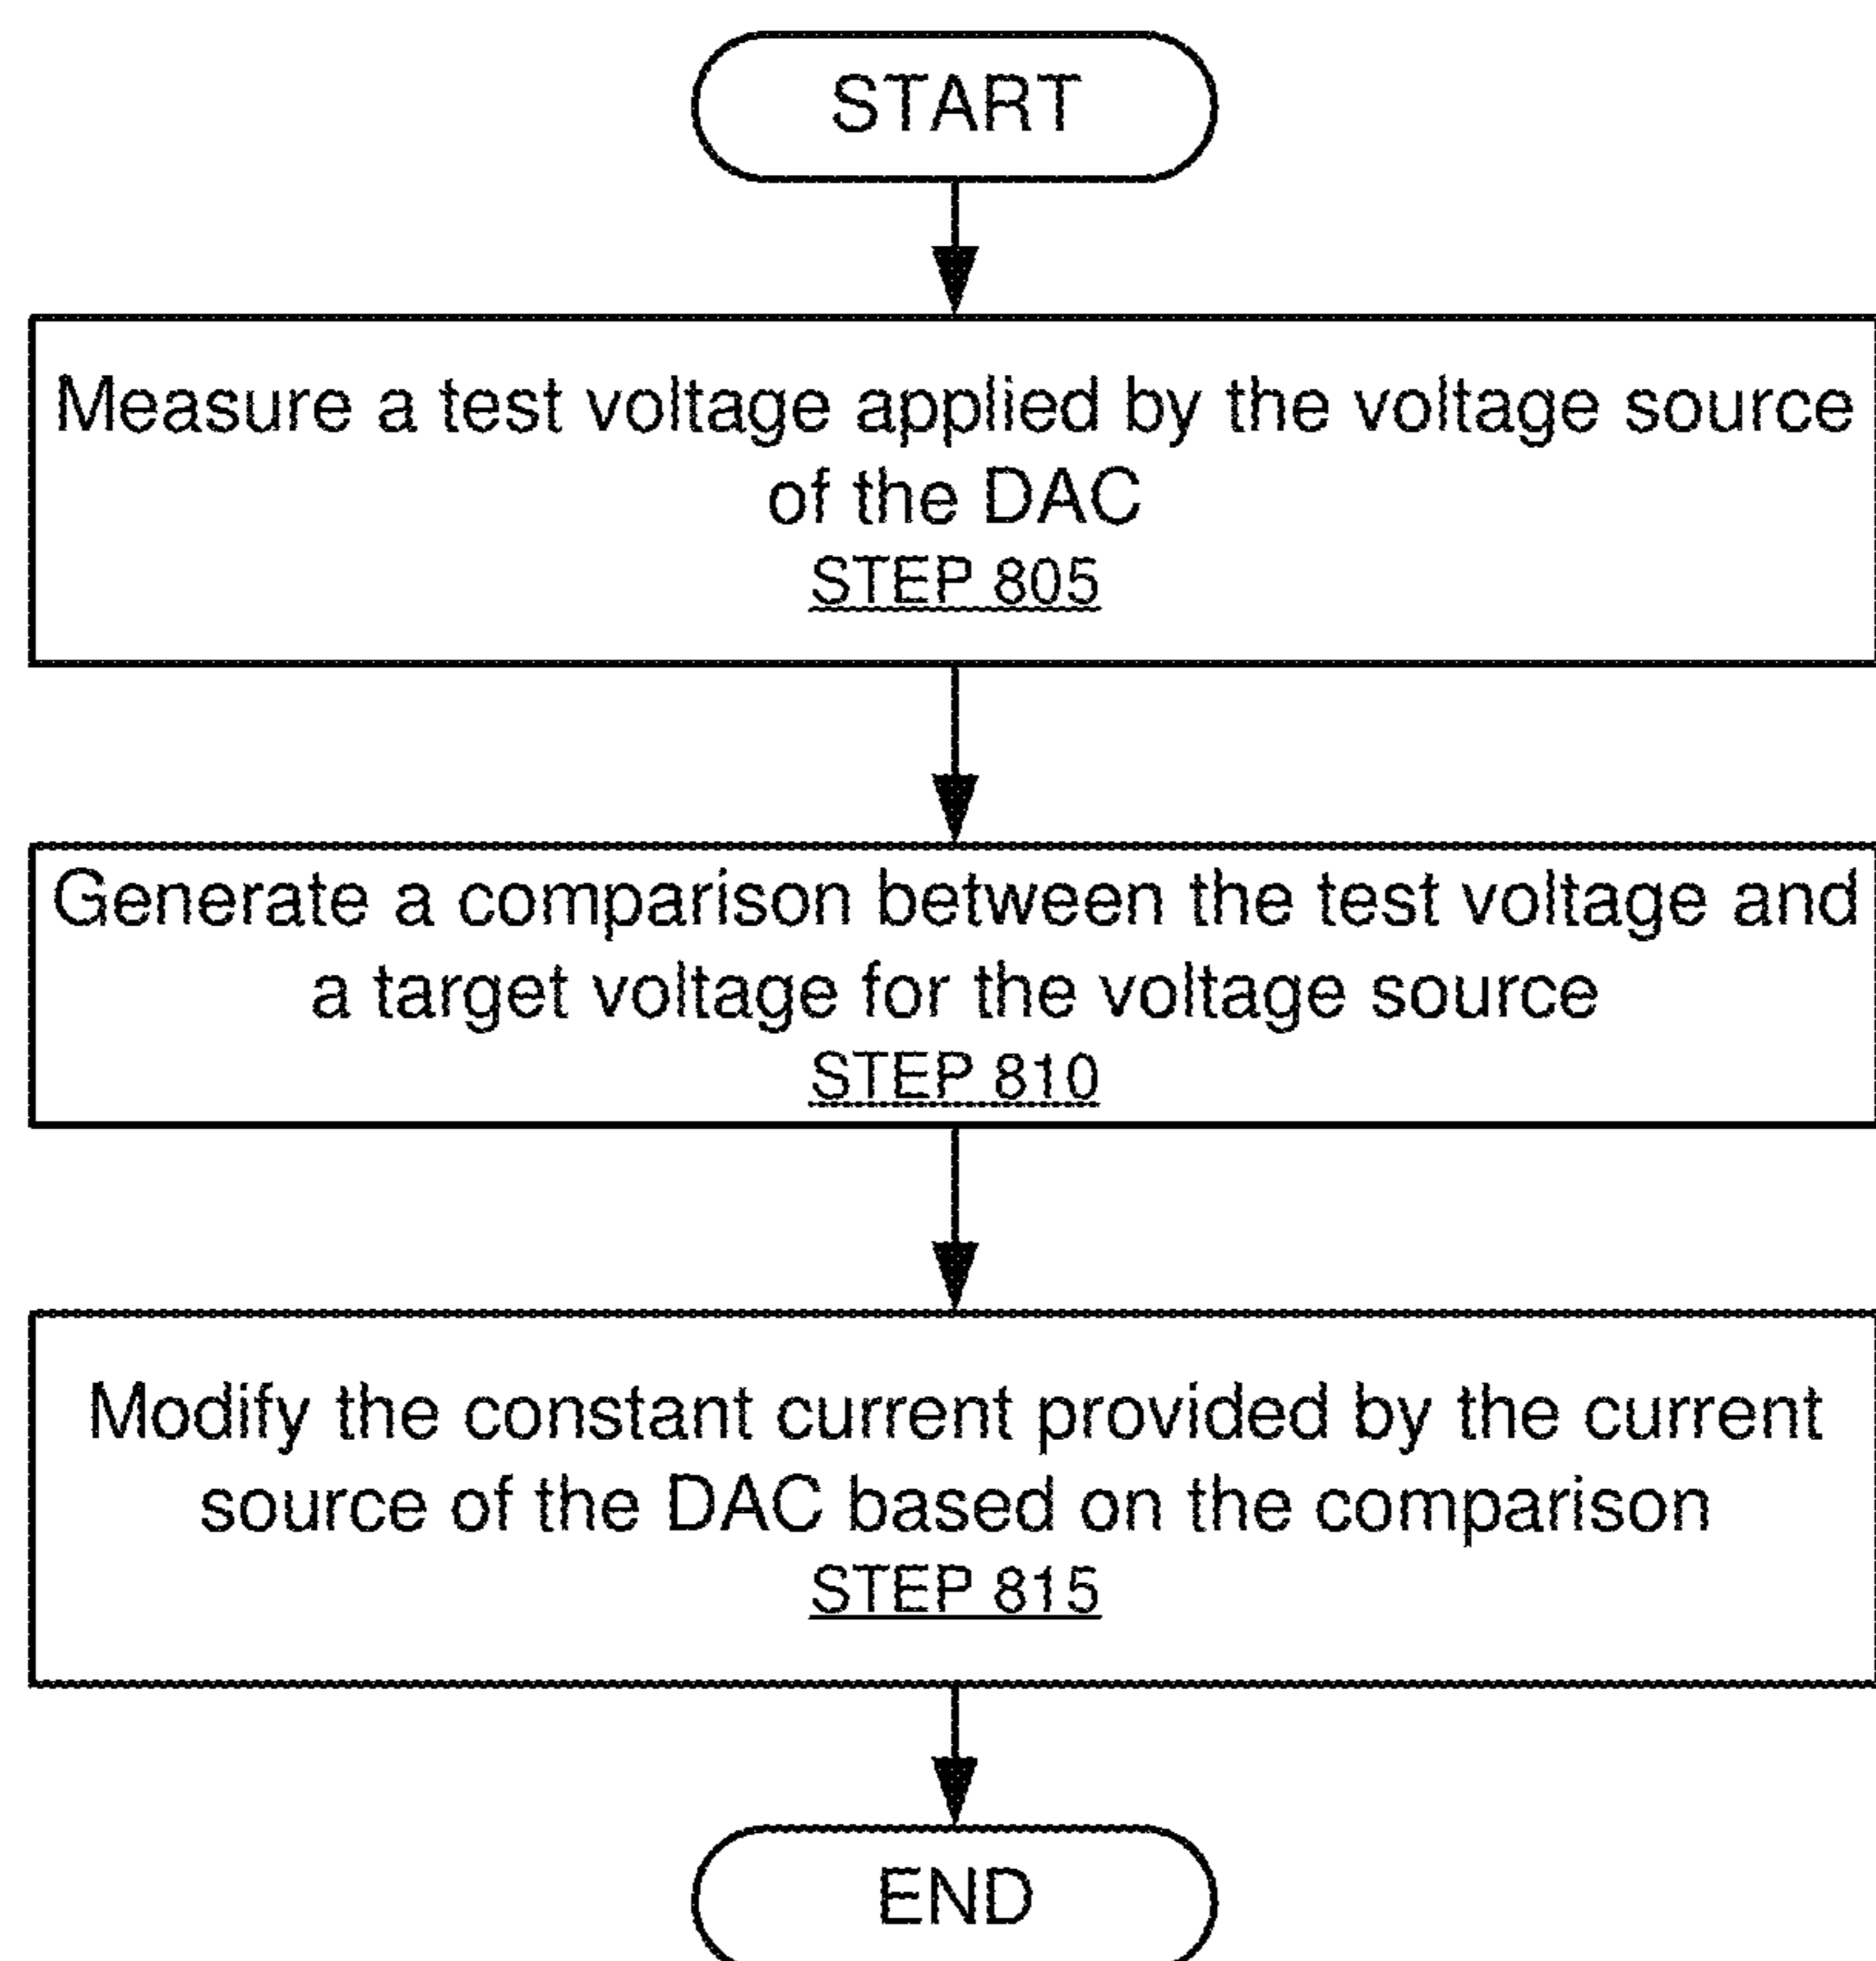 START
Measure a test voltage applied by the voltage source
of the DAC
STEP 805
Generate a comparison between the test voltage and
a target voltage for the voltage source
STEP 810
Modify the constant current provided by the current
source of the DAC based on the comparison
STEP 815
END